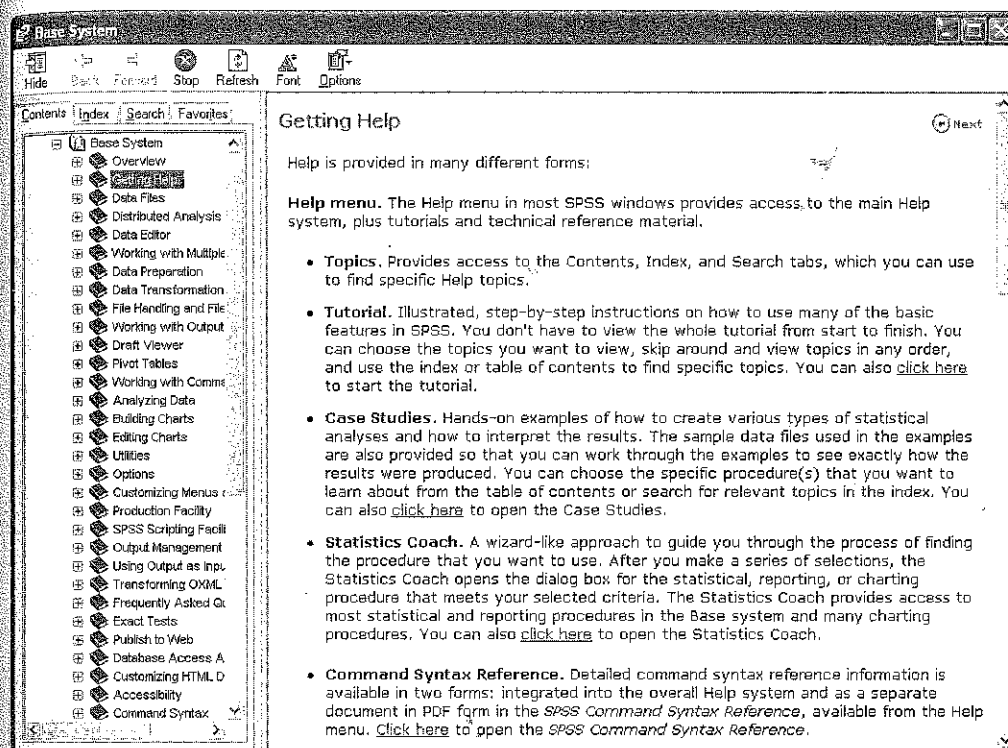 Base System
Hide Back Forward Stop Refresh Font Options
Contents Index Search Favorites
Base System
Overview
Getting Help
Data Files
Distributed Analysis
Data Editor
Working with Multiple
Data Preparation
Data Transformation
File Handling and File
Working with Output
Draft Viewer
Pivot Tables
Working with Comma
Analyzing Data
Building Charts
Editing Charts
Utilities
Options
Customizing Menus
Production Facility
SPSS Scripting Facili
Output Management
Using Output as Inpu
Transforming OXML
Frequently Asked Qu
Exact Tests
Publish to Web
Database Access A
Customizing HTML D
Accessibility
Command Syntax
Getting Help
Next
Help is provided in many different forms:
Help menu. The Help menu in most SPSS windows provides access to the main Help
system, plus tutorials and technical reference material.
• Topics. Provides access to the Contents, Index, and Search tabs, which you can use
to find specific Help topics.
• Tutorial. Illustrated, step-by-step instructions on how to use many of the basic
features in SPSS. You don't have to view the whole tutorial from start to finish. You
can choose the topics you want to view, skip around and view topics in any order,
and use the index or table of contents to find specific topics. You can also click here
to start the tutorial.
• Case Studies. Hands-on examples of how to create various types of statistical
analyses and how to interpret the results. The sample data files used in the examples
are also provided so that you can work through the examples to see exactly how the
results were produced. You can choose the specific procedure(s) that you want to
learn about from the table of contents or search for relevant topics in the index. You
can also click here to open the Case Studies.
• Statistics Coach. A wizard-like approach to guide you through the process of finding
the procedure that you want to use. After you make a series of selections, the
Statistics Coach opens the dialog box for the statistical, reporting, or charting
procedure that meets your selected criteria. The Statistics Coach provides access to
most statistical and reporting procedures in the Base system and many charting
procedures. You can also click here to open the Statistics Coach.
• Command Syntax Reference. Detailed command syntax reference information is
available in two forms: integrated into the overall Help system and as a separate
document in PDF form in the SPSS Command Syntax Reference, available from the Help
menu. Click here to open the SPSS Command Syntax Reference.